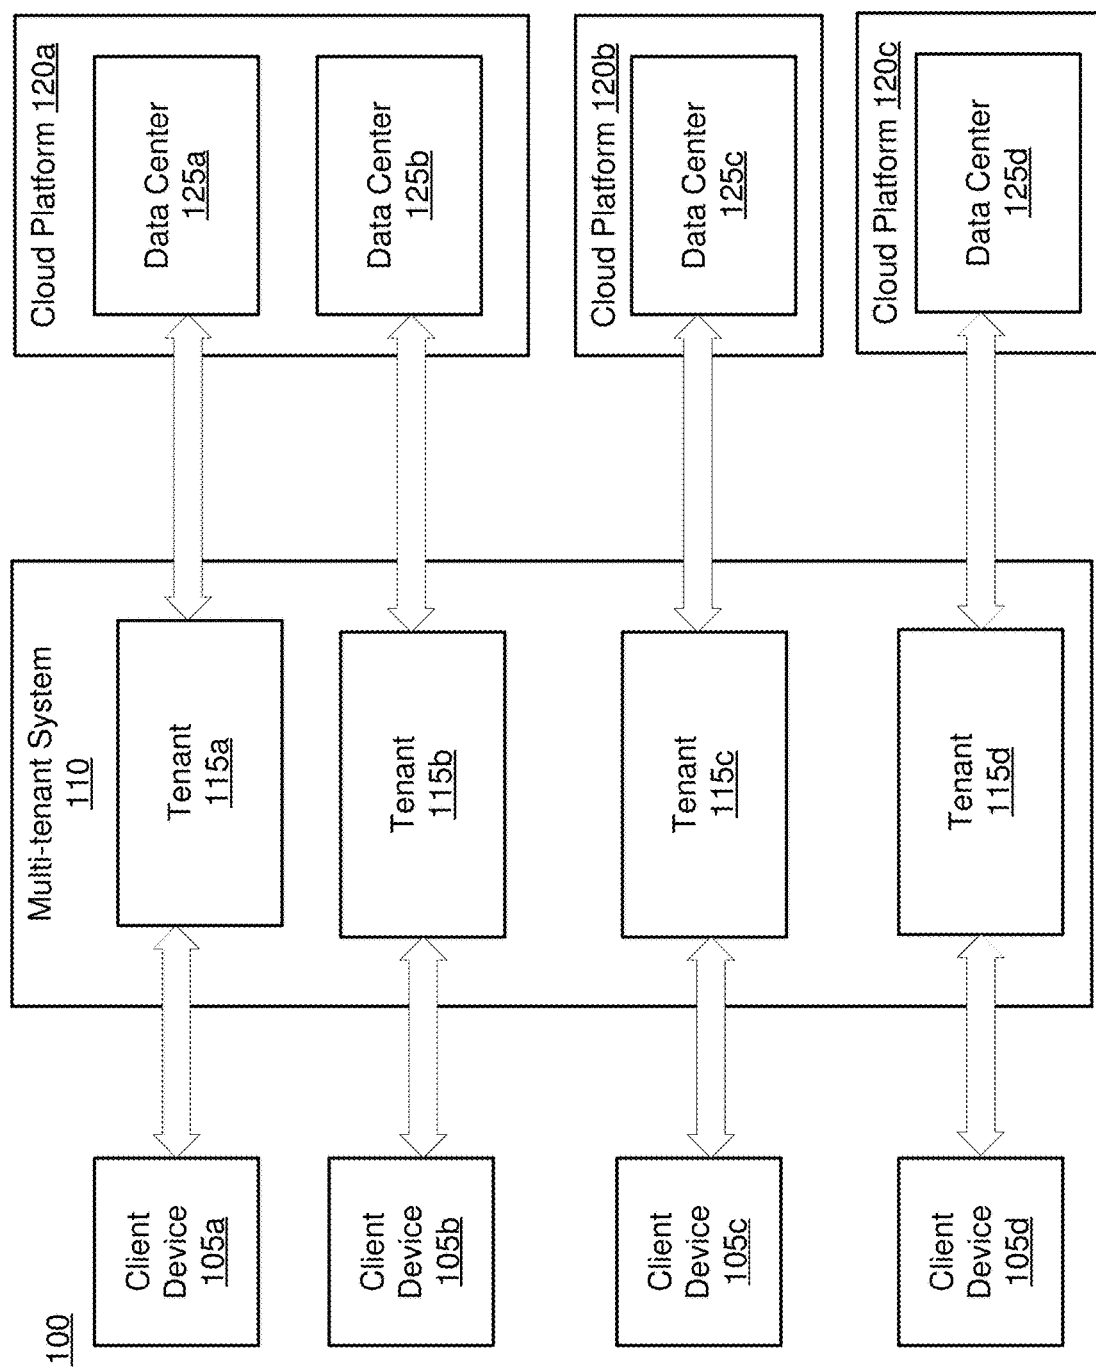 100
Client
Device
105a
Client
Device
105b
Client
Device
105c
Client
Device
105d
Multi-tenant System
110
Tenant
115a
Tenant
115b
Tenant
115c
Tenant
115d
Cloud Platform 120a
Data Center
125a
Data Center
125b
Cloud Platform 120b
Data Center
125c
Cloud Platform 120c
Data Center
125d